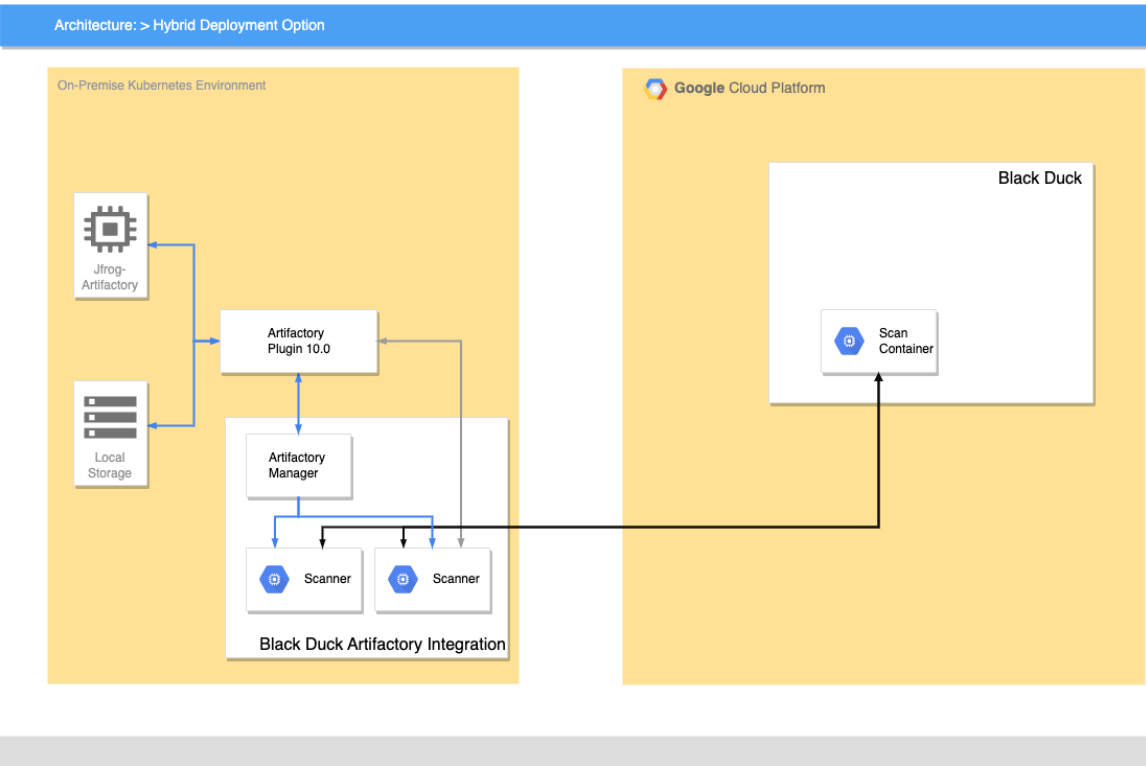 Architecture: > Hybrid Deployment Option
On-Premise Kubernetes Environment
Jfrog-
Artifactory
Local
Storage
Artifactory
Plugin 10.0
Artifactory
Manager
Scanner
Scanner
Black Duck Artifactory Integration
Google Cloud Platform
Black Duck
Scan
Container